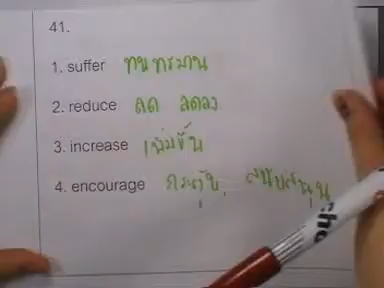 41.
1. suffer ทนทรมาน
2. reduce ลด ลดลง
3. increase เพิ่มขึ้น
4. encourage กระตุ้น, สนับสนุน
cho